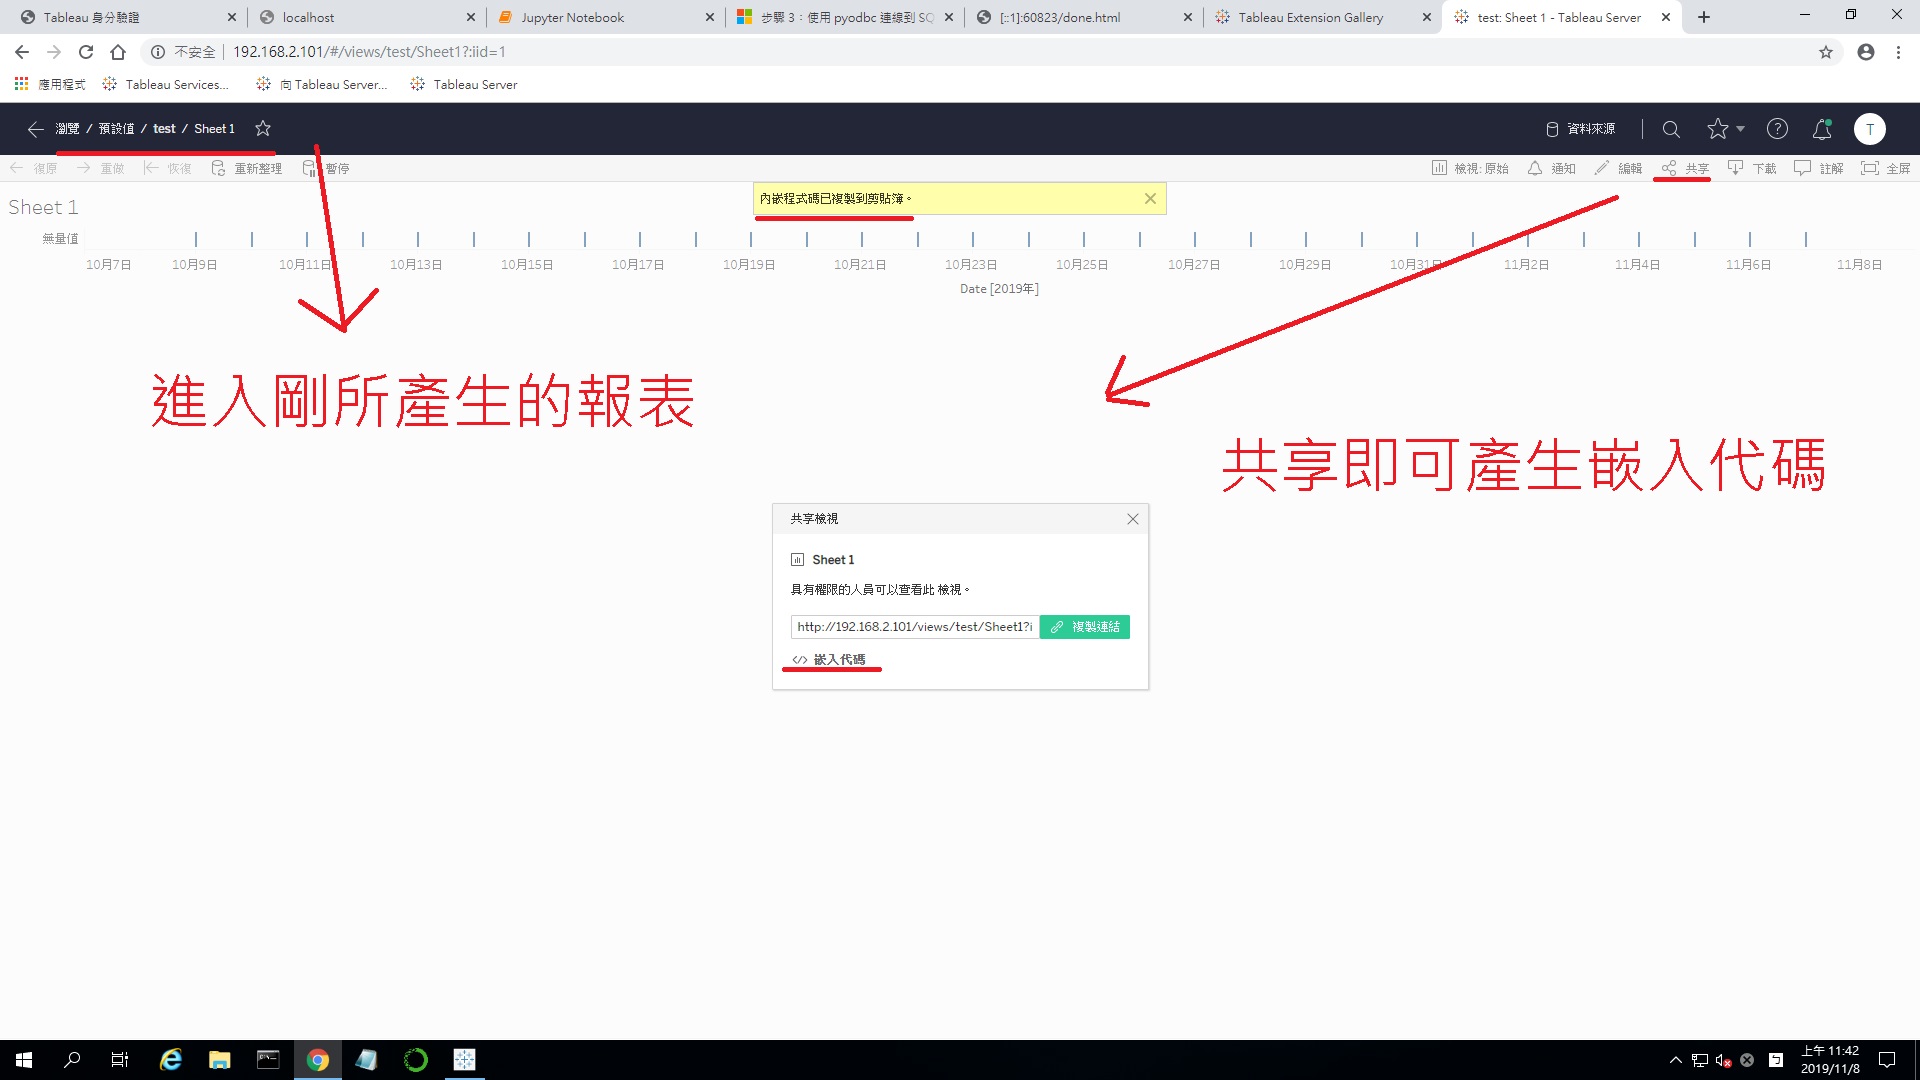 Tableau 身分驗證
localhost
Jupyter Notebook
步驟 3：使用 pyodbc 連線到 SQ
[::1]:60823/done.html
Tableau Extension Gallery
test: Sheet 1 - Tableau Server
不安全 192.168.2.101/#/views/test/Sheet1?:iid=1
應用程式 Tableau Services... 向 Tableau Server... Tableau Server
瀏覽 / 預設值 / test / Sheet 1
資料來源
T
復原 重做 恢復 重新整理 暫停
檢視: 原始 通知 編輯 共享 下載 註解 全屏
內嵌程式碼已複製到剪貼簿。
Sheet 1
無量值
10月7日 10月9日 10月11日 10月13日 10月15日 10月17日 10月19日 10月21日 10月23日 10月25日 10月27日 10月29日 10月31日 11月2日 11月4日 11月6日 11月8日
Date [2019年]
進入剛所產生的報表
共享即可產生嵌入代碼
共享檢視
Sheet 1
具有權限的人員可以查看此 檢視。
http://192.168.2.101/views/test/Sheet1?i
複製連結
</> 嵌入代碼
上午 11:42
2019/11/8